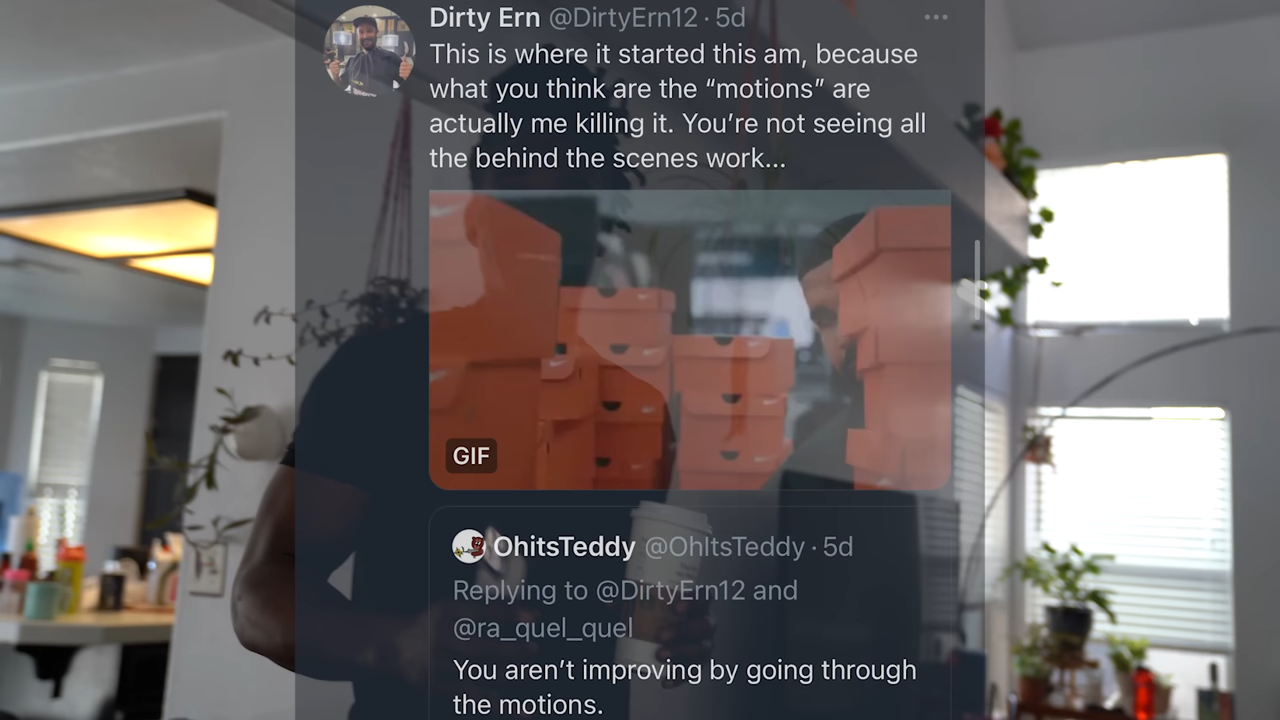 Dirty Ern @DirtyErn12 · 5d
This is where it started this am, because
what you think are the “motions” are
actually me killing it. You’re not seeing all
the behind the scenes work...
GIF
OhitsTeddy @OhItsTeddy · 5d
Replying to @DirtyErn12 and
@ra_quel_quel
You aren’t improving by going through
the motions.